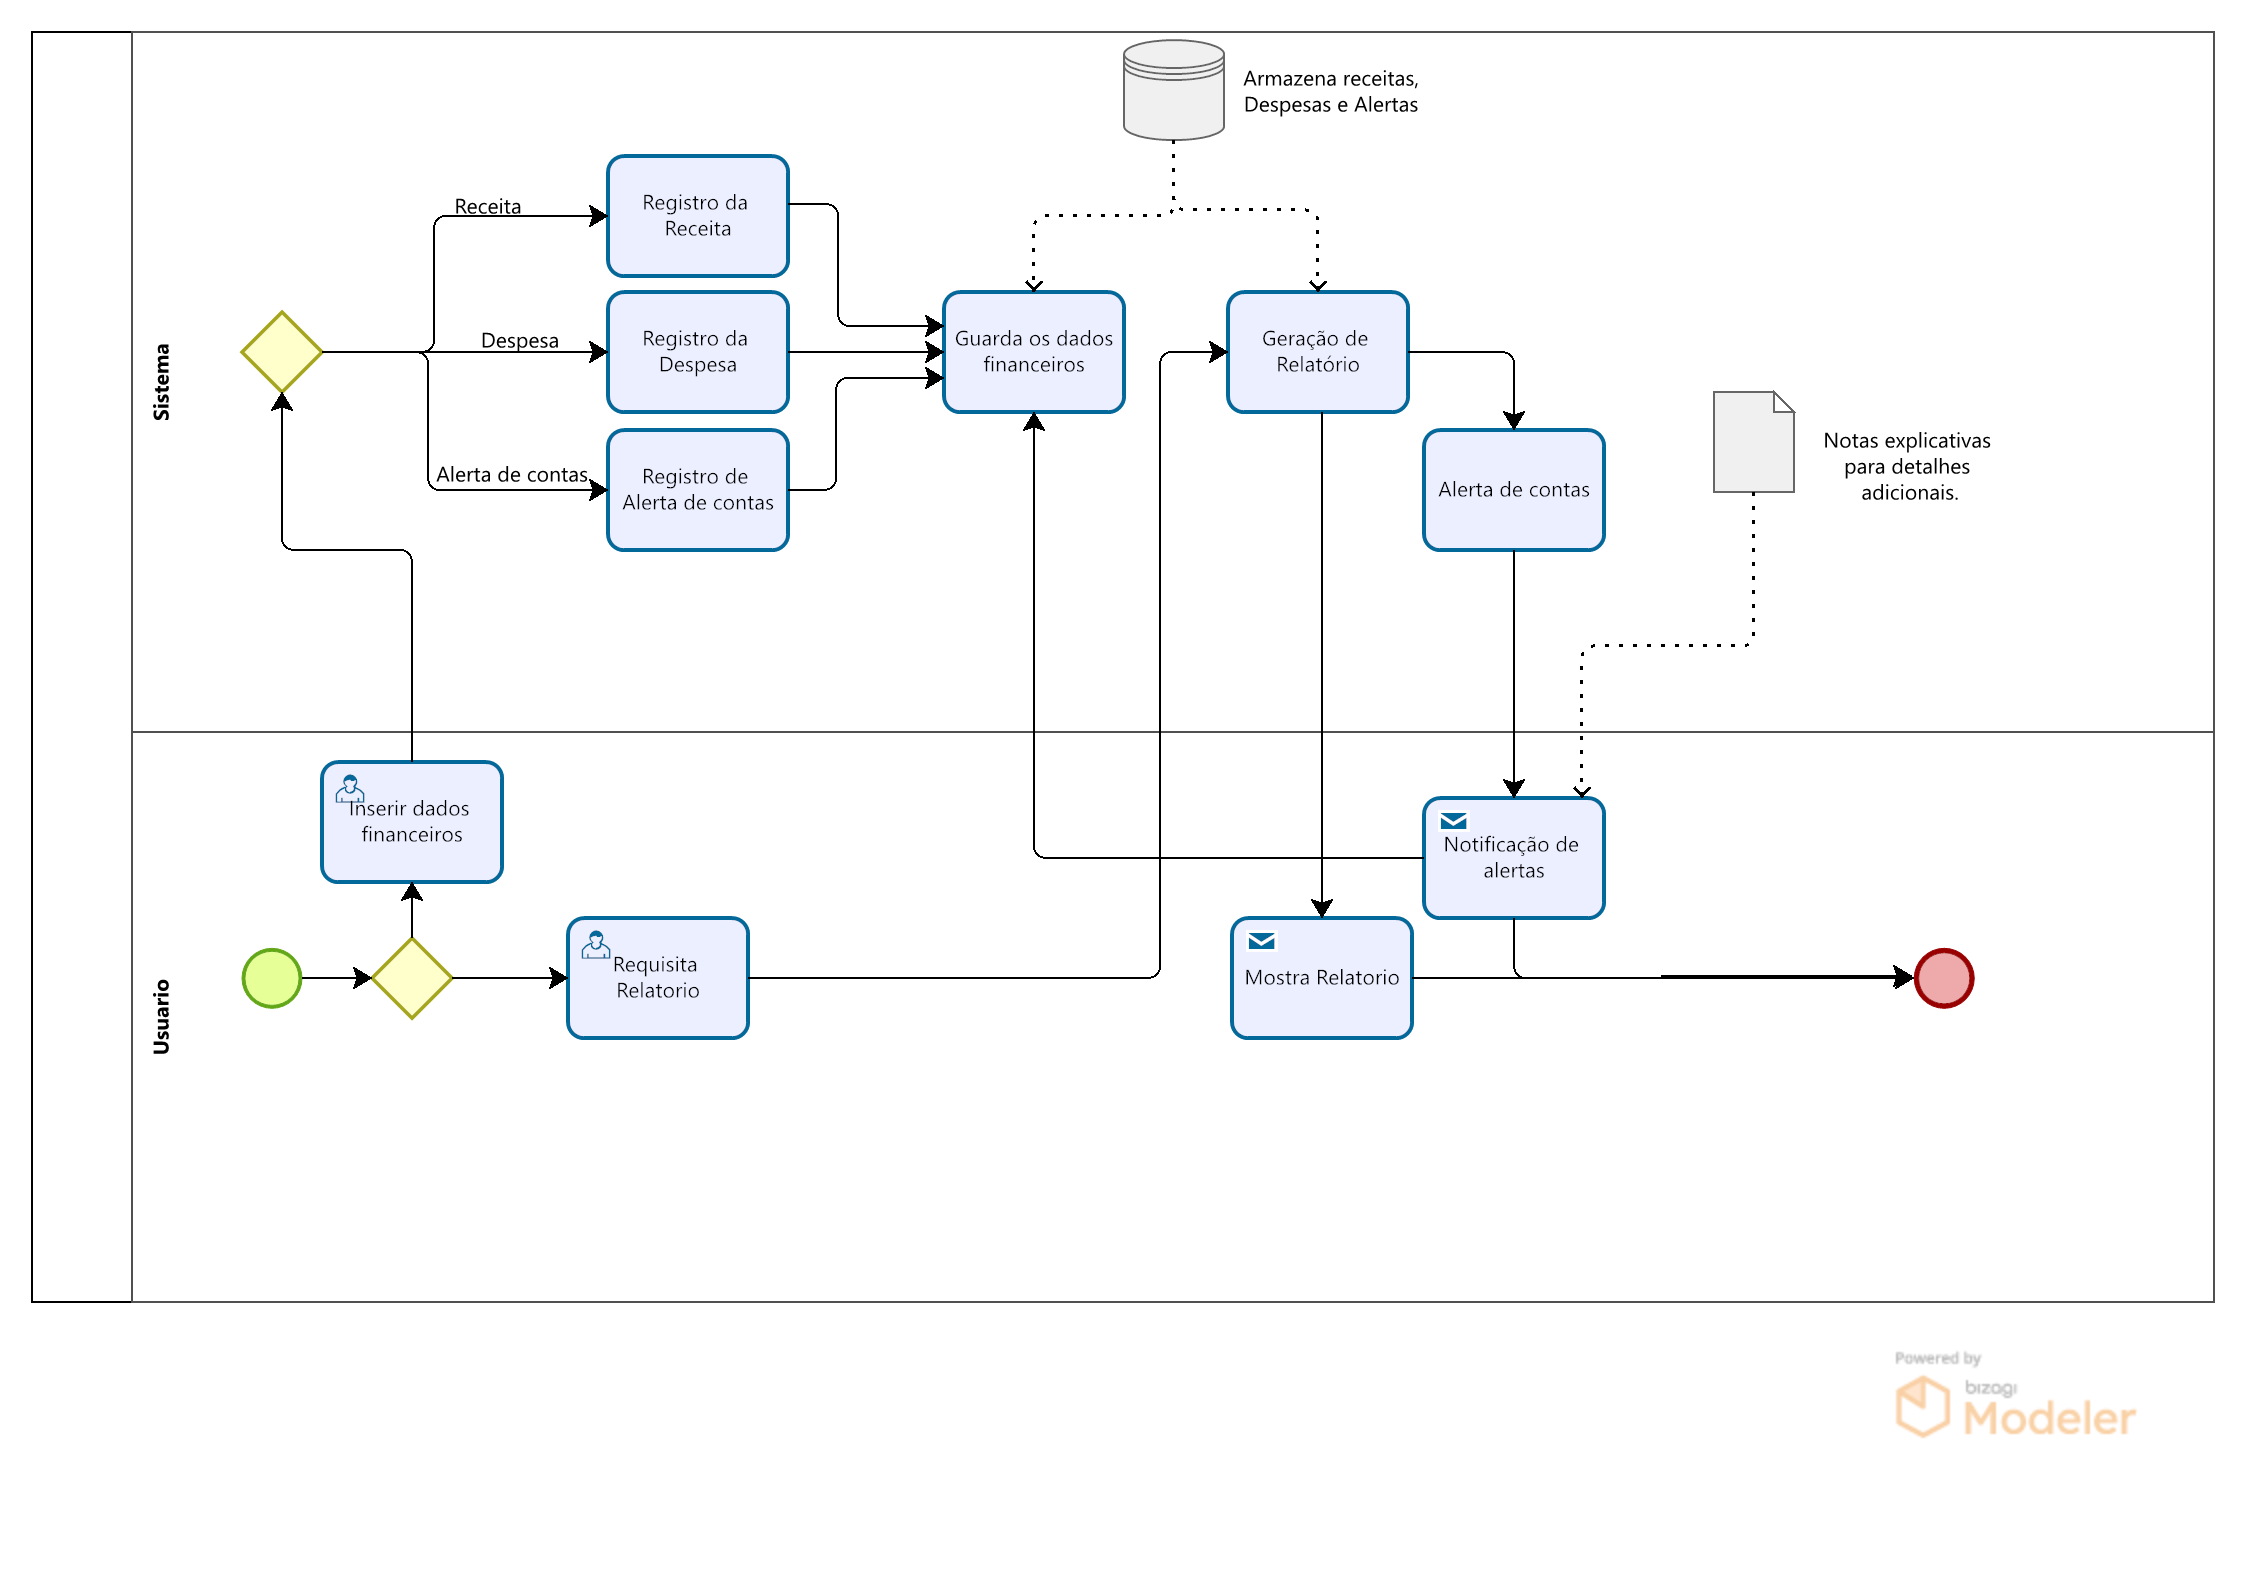 Armazena receitas,
Despesas e Alertas
Sistema
Receita
Registro da
Receita
Despesa
Registro da
Despesa
Alerta de contas
Registro de
Alerta de contas
Guarda os dados
financeiros
Geração de
Relatório
Alerta de contas
Notas explicativas
para detalhes
adicionais.
Usuario
Inserir dados
financeiros
Requisita
Relatorio
Notificação de
alertas
Mostra Relatorio
Powered by
bizagi
Modeler